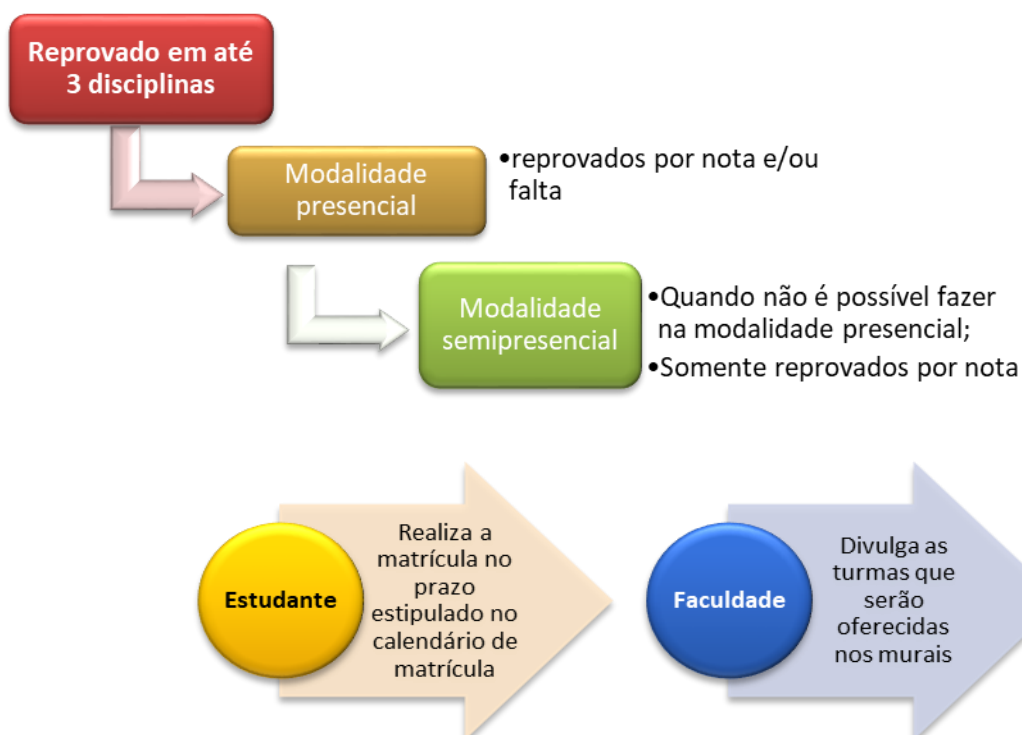 Reprovado em até
3 disciplinas
Modalidade
presencial
•reprovados por nota e/ou
falta
Modalidade
semipresencial
•Quando não é possível fazer
na modalidade presencial;
•Somente reprovados por nota
Estudante
Realiza a
matrícula no
prazo
estipulado no
calendário de
matrícula
Faculdade
Divulga as
turmas que
serão
oferecidas
nos murais